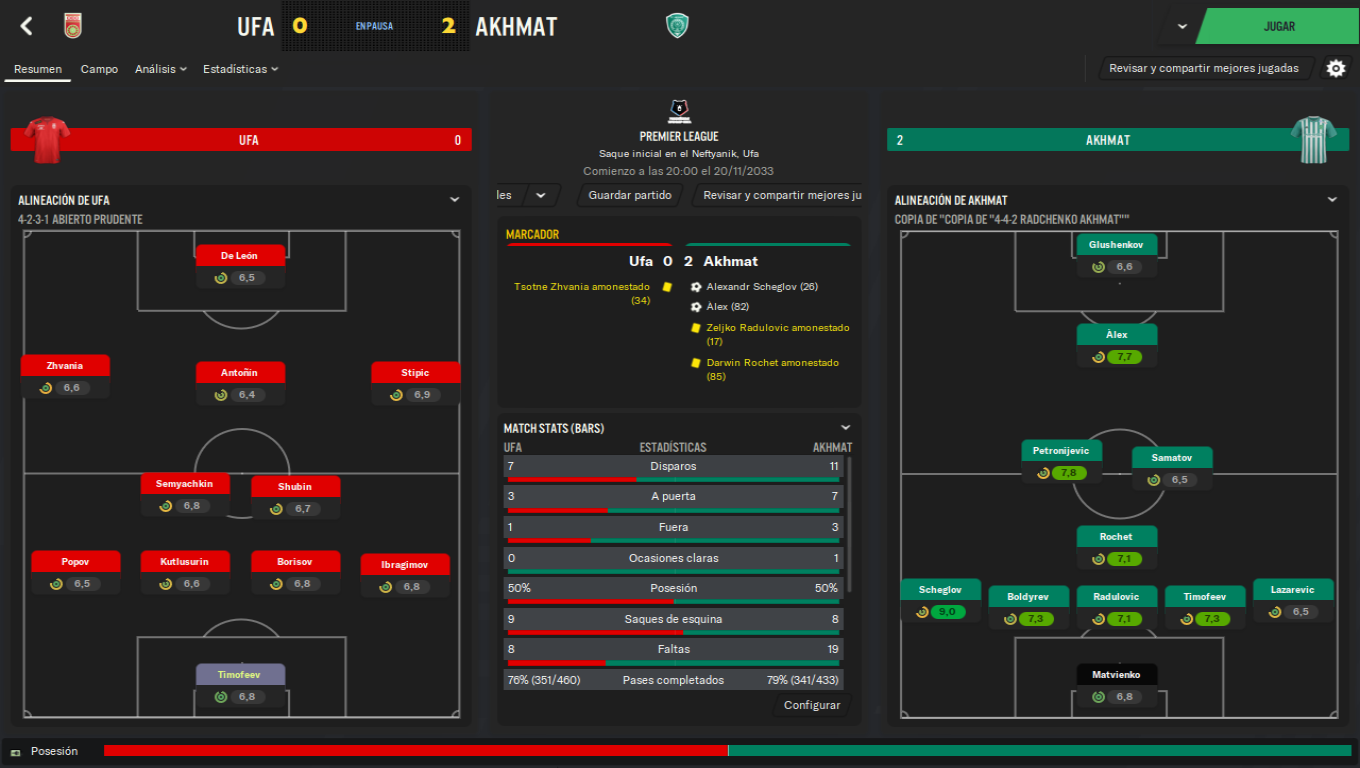 UFA 0 EN PAUSA 2 AKHMAT
JUGAR
Resumen Campo Análisis Estadísticas
Revisar y compartir mejores jugadas
UFA 0
PREMIER LEAGUE
Saque inicial en el Neftyanik, Ufa
Comienzo a las 20:00 el 20/11/2033
les Guardar partido Revisar y compartir mejores ju
2 AKHMAT
ALINEACIÓN DE UFA
4-2-3-1 ABIERTO PRUDENTE
De León
6,5
Zhvania
6,6
Antoñín
6,4
Stipic
6,9
Semyachkin
6,8
Shubin
6,7
Popov
6,5
Kutlusurin
6,6
Borisov
6,8
Ibragimov
6,8
Timofeev
6,8
MARCADOR
Ufa 0 2 Akhmat
Tsotne Zhvania amonestado
(34)
Alexandr Scheglov (26)
Àlex (82)
Zeljko Radulovic amonestado
(17)
Darwin Rochet amonestado
(85)
MATCH STATS (BARS)
UFA ESTADÍSTICAS AKHMAT
7 Disparos 11
3 A puerta 7
1 Fuera 3
0 Ocasiones claras 1
50% Posesión 50%
9 Saques de esquina 8
8 Faltas 19
76% (351/460) Pases completados 79% (341/433)
Configurar
ALINEACIÓN DE AKHMAT
COPIA DE "COPIA DE "4-4-2 RADCHENKO AKHMAT""
Glushenkov
6,6
Àlex
7,7
Petronijevic
7,8
Samatov
6,5
Rochet
7,1
Scheglov
9,0
Boldyrev
7,3
Radulovic
7,1
Timofeev
7,3
Lazarevic
6,5
Matvienko
6,8
Posesión